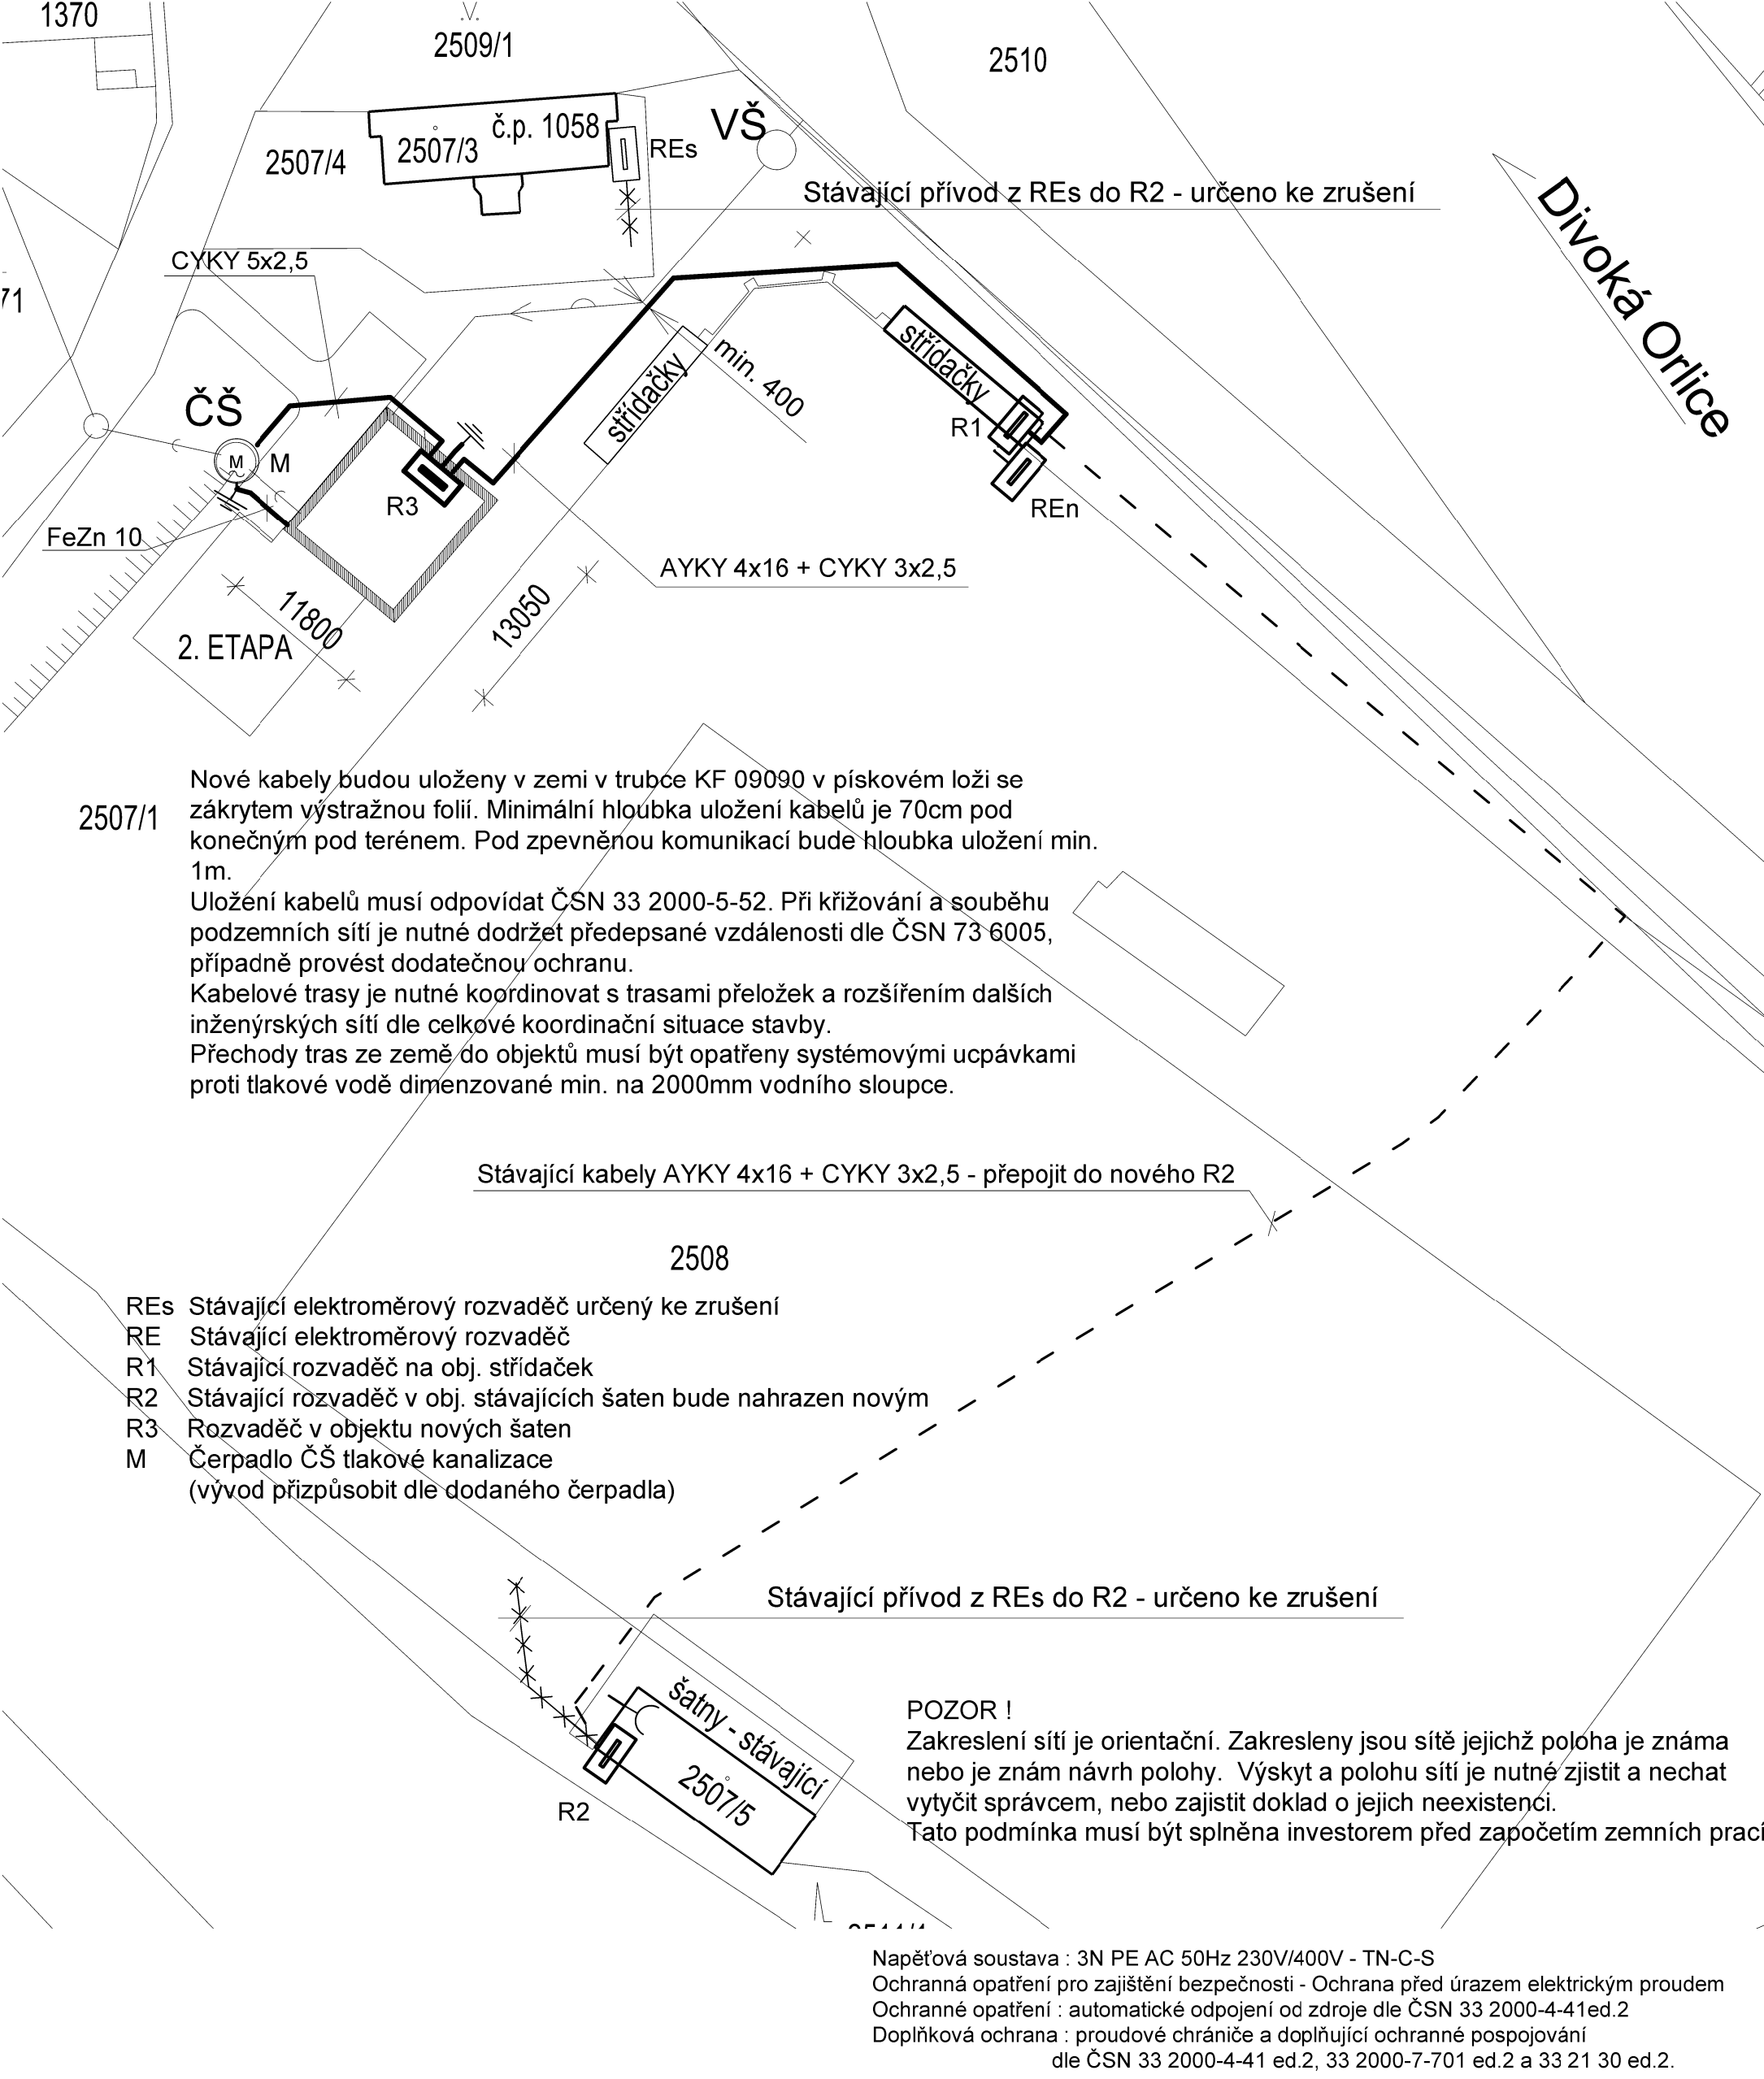 1370
2509/1
2510
č.p. 1058
2507/3
2507/4
REs
VŠ
Stávající přívod z REs do R2 - určeno ke zrušení
Divoká Orlice
CYKY 5x2,5
71
střídačky
min. 400
střídačky
ČŠ
M
M
R1
R3
REn
FeZn 10
AYKY 4x16 + CYKY 3x2,5
11800
13050
2. ETAPA
2507/1
Nové kabely budou uloženy v zemi v trubce KF 09090 v pískovém loži se
zákrytem výstražnou folií. Minimální hloubka uložení kabelů je 70cm pod
konečným pod terénem. Pod zpevněnou komunikací bude hloubka uložení min.
1m.
Uložení kabelů musí odpovídat ČSN 33 2000-5-52. Při křižování a souběhu
podzemních sítí je nutné dodržet předepsané vzdálenosti dle ČSN 73 6005,
případně provést dodatečnou ochranu.
Kabelové trasy je nutné koordinovat s trasami přeložek a rozšířením dalších
inženýrských sítí dle celkové koordinační situace stavby.
Přechody tras ze země do objektů musí být opatřeny systémovými ucpávkami
proti tlakové vodě dimenzované min. na 2000mm vodního sloupce.
Stávající kabely AYKY 4x16 + CYKY 3x2,5 - přepojit do nového R2
2508
REs Stávající elektroměrový rozvaděč určený ke zrušení
RE Stávající elektroměrový rozvaděč
R1 Stávající rozvaděč na obj. střídaček
R2 Stávající rozvaděč v obj. stávajících šaten bude nahrazen novým
R3 Rozvaděč v objektu nových šaten
M Čerpadlo ČŠ tlakové kanalizace
(vývod přizpůsobit dle dodaného čerpadla)
Stávající přívod z REs do R2 - určeno ke zrušení
šatny - stávající
2507/5
R2
POZOR !
Zakreslení sítí je orientační. Zakresleny jsou sítě jejichž poloha je známa
nebo je znám návrh polohy. Výskyt a polohu sítí je nutné zjistit a nechat
vytyčit správcem, nebo zajistit doklad o jejich neexistenci.
Tato podmínka musí být splněna investorem před započetím zemních prací
Napěťová soustava : 3N PE AC 50Hz 230V/400V - TN-C-S
Ochranná opatření pro zajištění bezpečnosti - Ochrana před úrazem elektrickým proudem
Ochranné opatření : automatické odpojení od zdroje dle ČSN 33 2000-4-41ed.2
Doplňková ochrana : proudové chrániče a doplňující ochranné pospojování
dle ČSN 33 2000-4-41 ed.2, 33 2000-7-701 ed.2 a 33 21 30 ed.2.